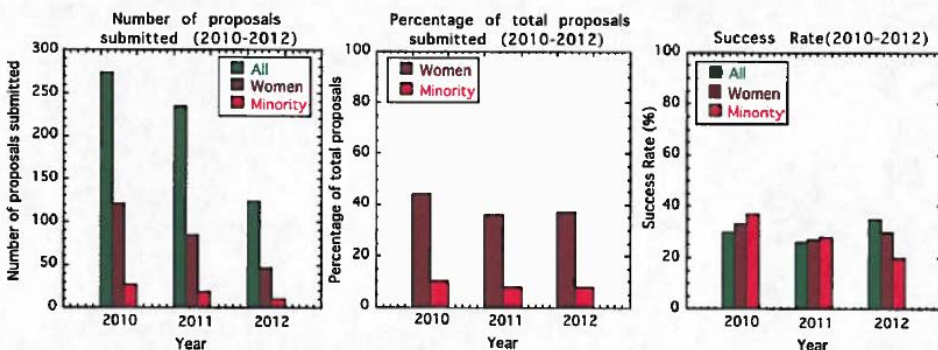 Number of proposals
submitted (2010-2012)
300
250
200
150
100
50
0
Number of proposals submitted
All
Women
Minority
2010 2011 2012
Year
Percentage of total proposals
submitted (2010-2012)
100
80
60
40
20
0
Percentage of total proposals
Women
Minority
2010 2011 2012
Year
Success Rate(2010-2012)
100
80
60
40
20
0
Success Rate (%)
All
Women
Minority
2010 2011 2012
Year